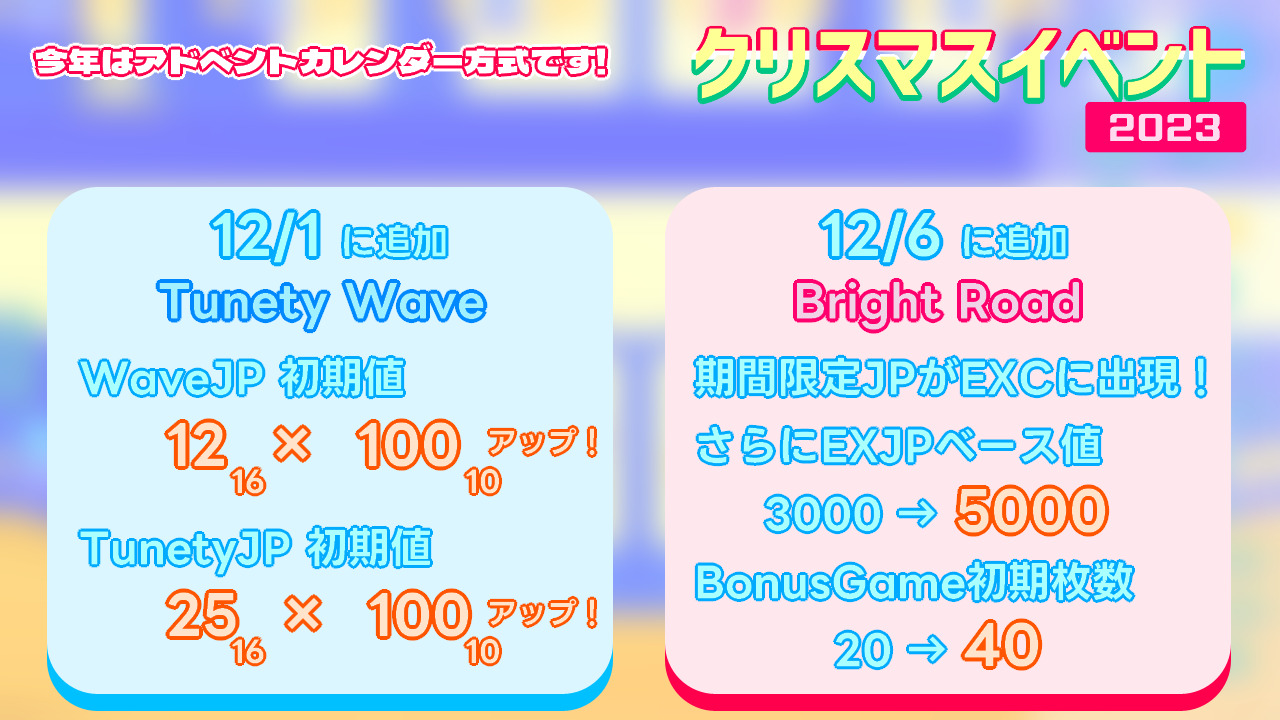 今年はアドベントカレンダー方式です!
クリスマスイベント
2023
12/1 に追加
Tunety Wave
WaveJP 初期値
12 16 × 100 10 アップ！
TunetyJP 初期値
25 16 × 100 10 アップ！
12/6 に追加
Bright Road
期間限定JPがEXCに出現！
さらにEXJPベース値
3000 → 5000
BonusGame初期枚数
20 → 40